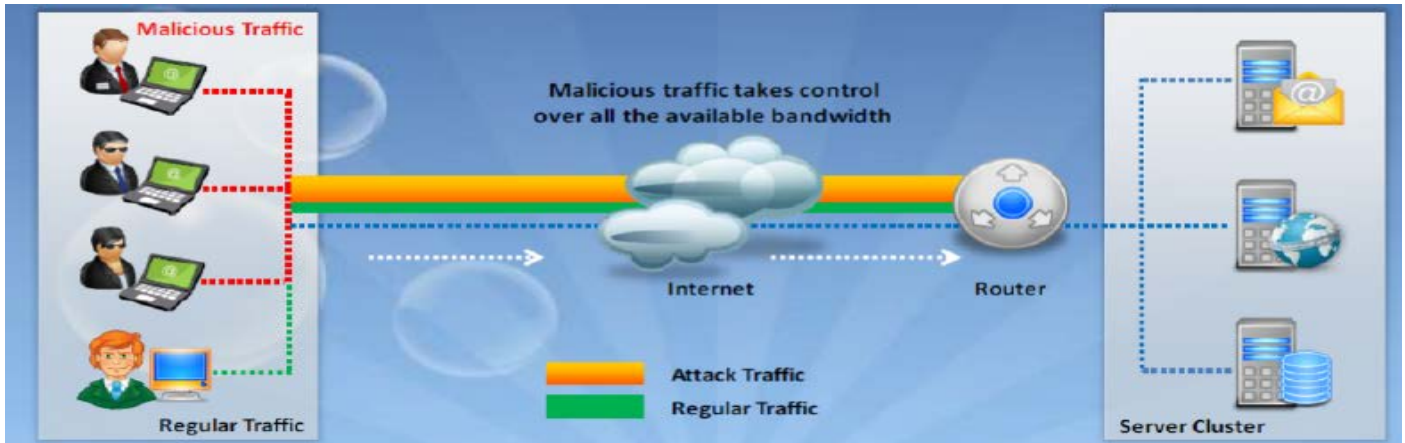 Malicious Traffic
Malicious traffic takes control
over all the available bandwidth
Internet
Router
Attack Traffic
Regular Traffic
Regular Traffic
Server Cluster
@
@
@
@